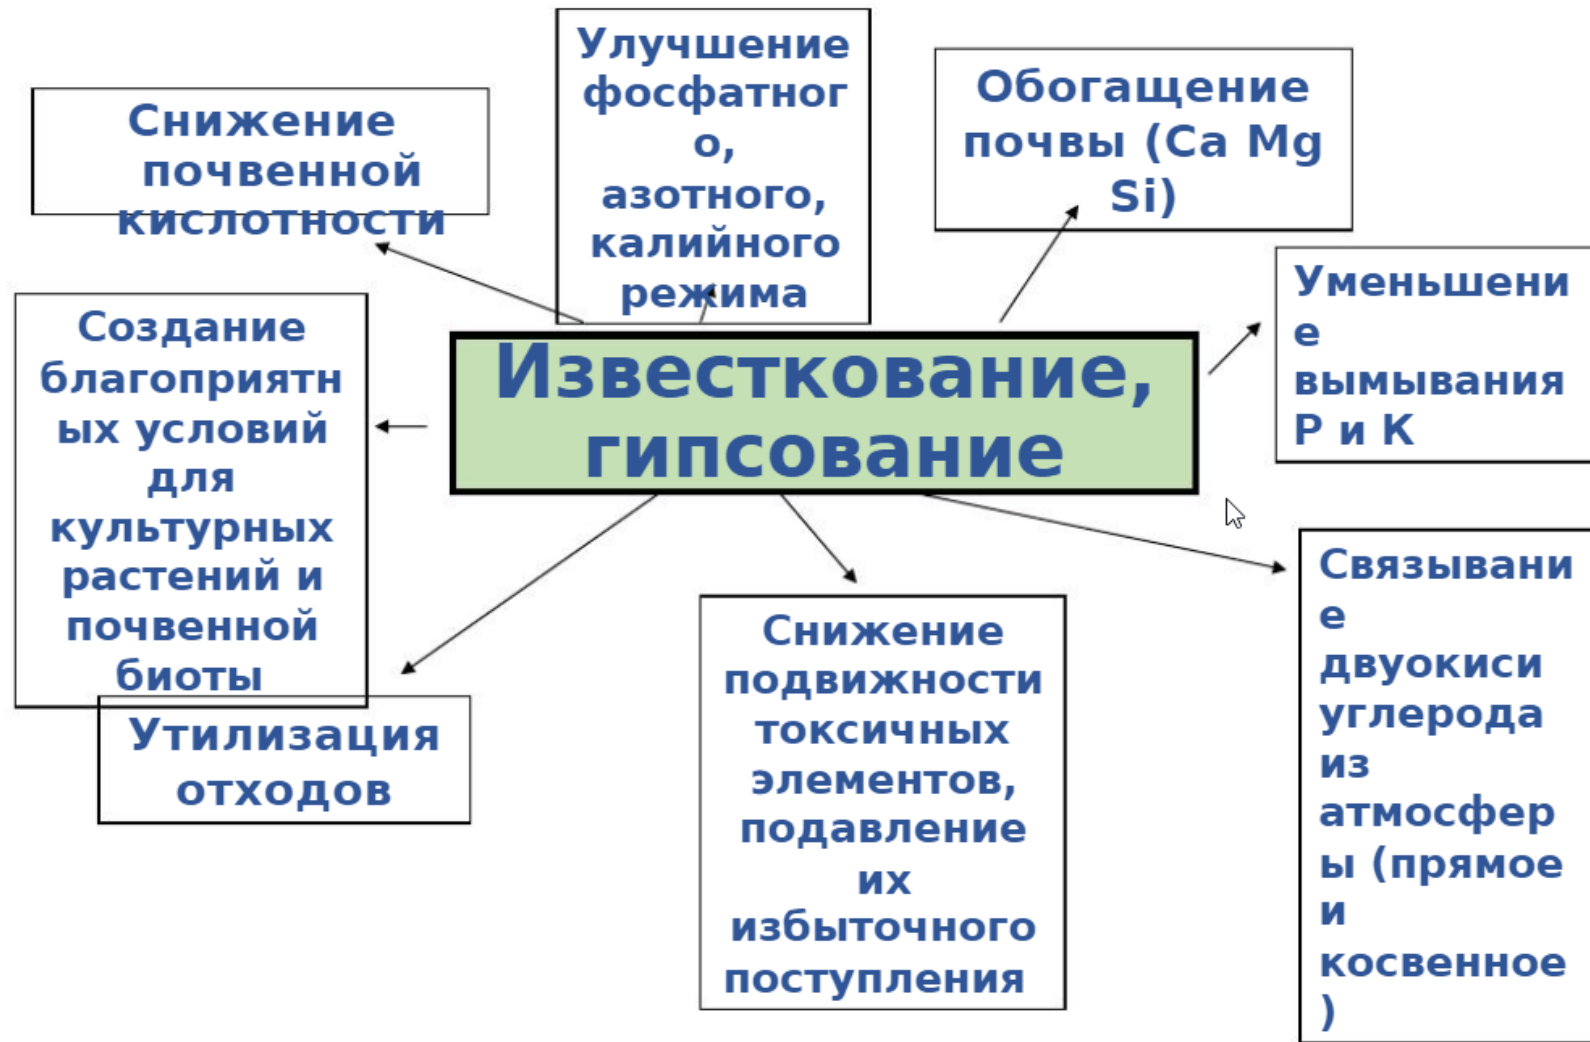 Улучшение
фосфатног
о,
азотного,
калийного
режима
Обогащение
почвы (Ca Mg
Si)
Снижение
почвенной
кислотности
Уменьшени
е
вымывания
Р и К
Известкование,
гипсование
Создание
благоприятн
ых условий
для
культурных
растений и
почвенной
биоты
Связывани
е
двуокиси
углерода
из
атмосфер
ы (прямое
и
косвенное
)
Снижение
подвижности
токсичных
элементов,
подавление
их
избыточного
поступления
Утилизация
отходов